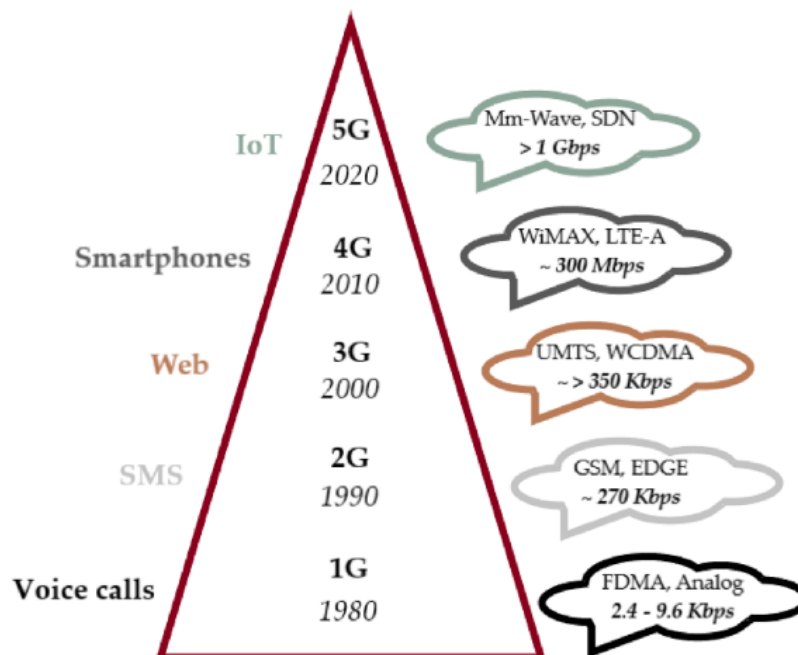 IoT
5G
2020
Mm-Wave, SDN
> 1 Gbps
Smartphones
4G
2010
WiMAX, LTE-A
~ 300 Mbps
Web
3G
2000
UMTS, WCDMA
~ > 350 Kbps
SMS
2G
1990
GSM, EDGE
~ 270 Kbps
Voice calls
1G
1980
FDMA, Analog
2.4 - 9.6 Kbps